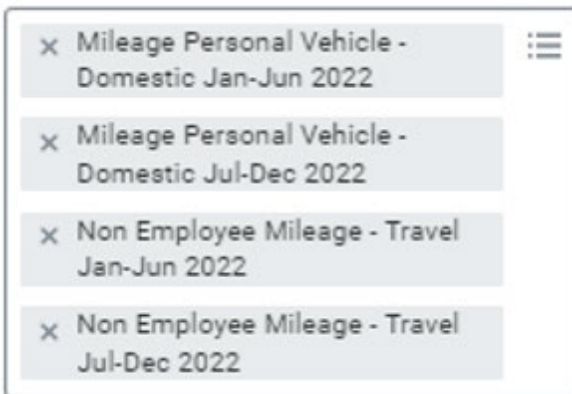 Mileage Personal Vehicle -
Domestic Jan-Jun 2022
Mileage Personal Vehicle -
Domestic Jul-Dec 2022
Non Employee Mileage - Travel
Jan-Jun 2022
Non Employee Mileage - Travel
Jul-Dec 2022